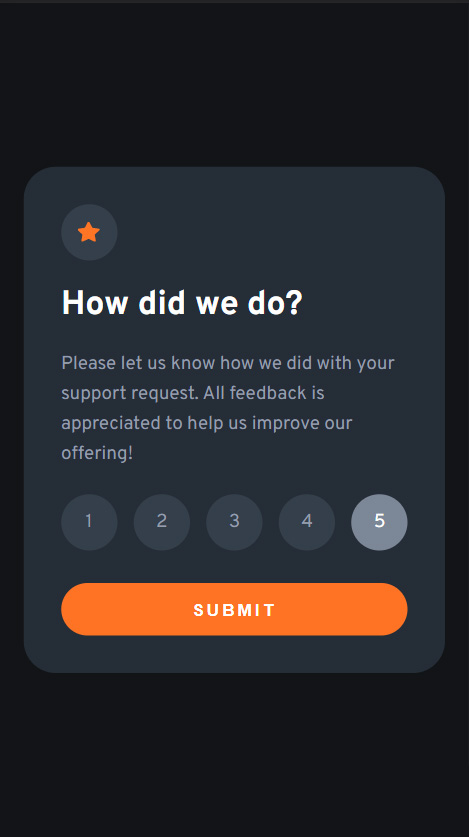 How did we do?
Please let us know how we did with your
support request. All feedback is
appreciated to help us improve our
offering!
1 2 3 4 5
SUBMIT